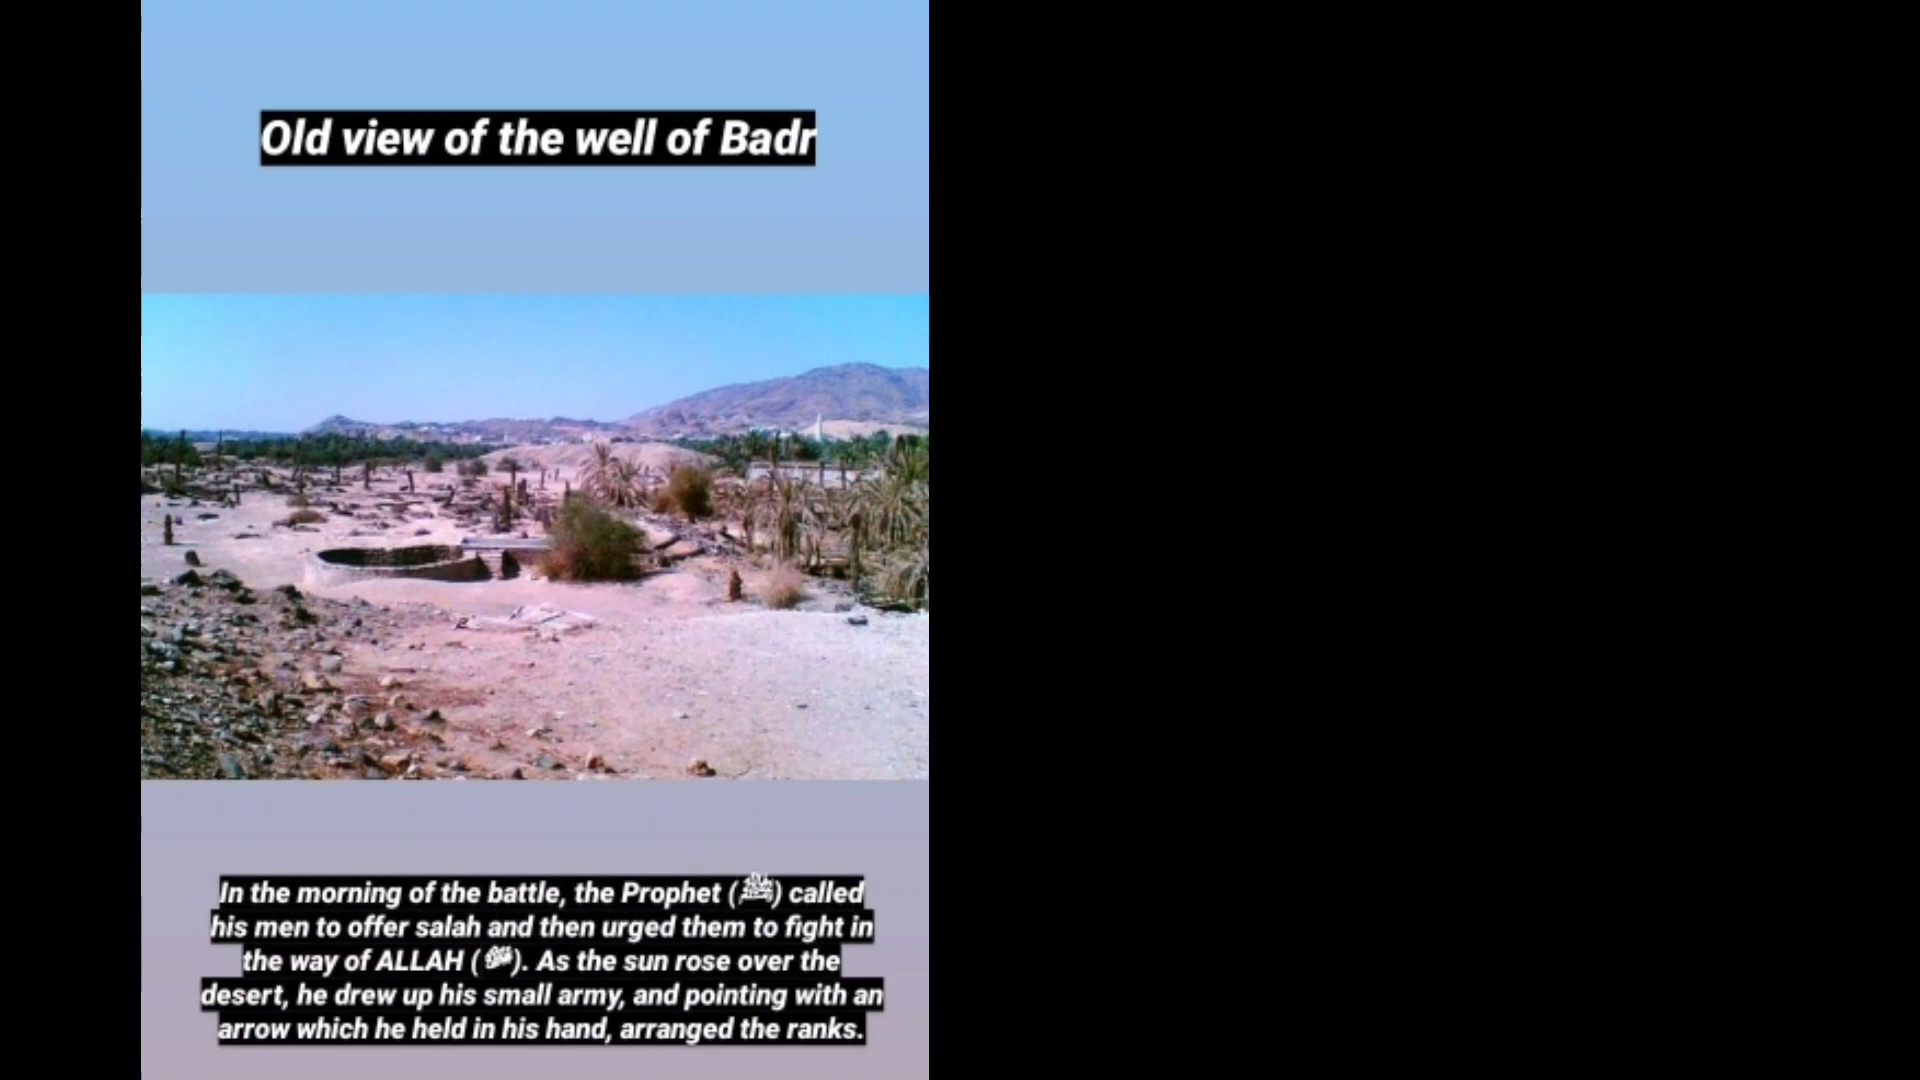 Old view of the well of Badr
In the morning of the battle, the Prophet (ﷺ) called
his men to offer salah and then urged them to fight in
the way of ALLAH (ﷻ). As the sun rose over the
desert, he drew up his small army, and pointing with an
arrow which he held in his hand, arranged the ranks.